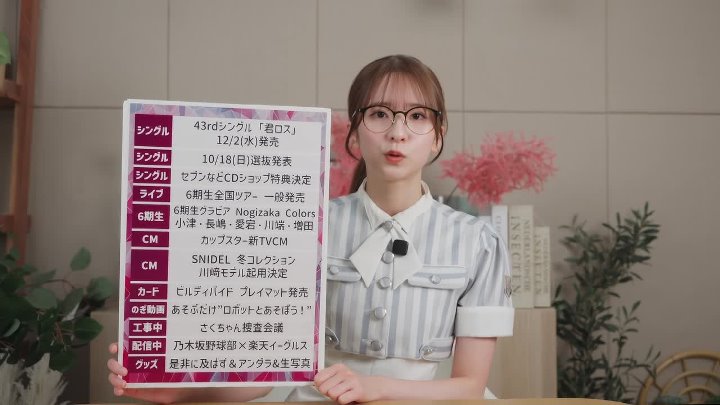 シングル 43rdシングル「君ロス」
12/2(水)発売
シングル 10/18(日)選抜発表
シングル セブンなどCDショップ特典決定
ライブ 6期生全国ツアー 一般発売
6期生 6期生グラビア Nogizaka Colors
小津・長嶋・愛宕・川端・増田
CM カップスター新TVCM
CM SNIDEL 冬コレクション
川﨑モデル起用決定
カード ビルディバイド プレイマット発売
のぎ動画 あそぶだけ"ロボットとあそぼう！"
工事中 さくちゃん捜査会議
配信中 乃木坂野球部×楽天イーグルス
グッズ 是非に及はず＆アンダラ&生写真
INSECT